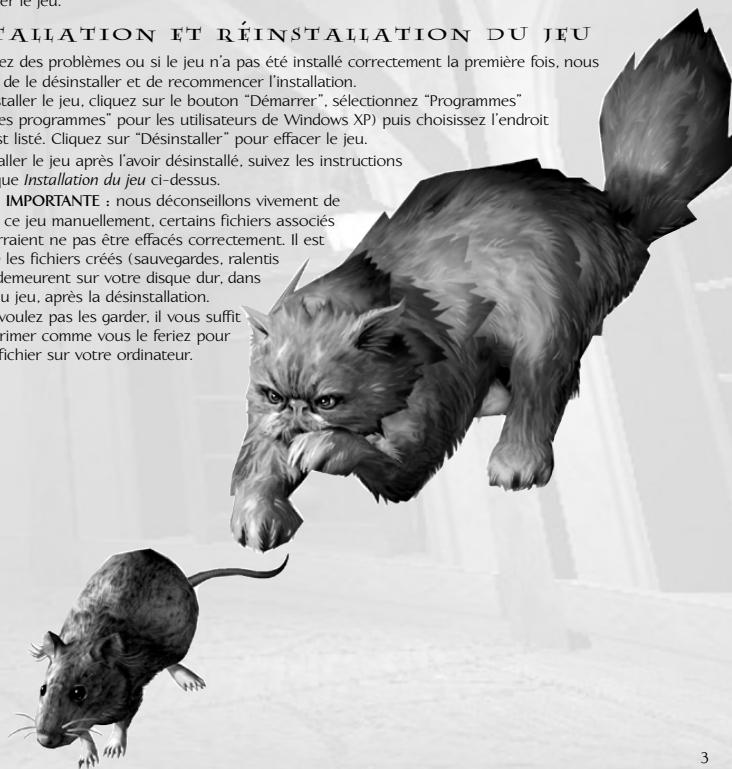 er le jeu.
TALLATION ET RÉINSTALLATION DU JEU
ez des problèmes ou si le jeu n'a pas été installé correctement la première fois, nous
de le désinstaller et de recommencer l'installation.
staller le jeu, cliquez sur le bouton “Démarrer”, sélectionnez “Programmes”
es programmes” pour les utilisateurs de Windows XP) puis choisissez l'endroit
st listé. Cliquez sur “Désinstaller” pour effacer le jeu.
aller le jeu après l'avoir désinstallé, suivez les instructions
que Installation du jeu ci-dessus.
IMPORTANTE : nous déconseillons vivement de
ce jeu manuellement, certains fichiers associés
rraient ne pas être effacés correctement. Il est
les fichiers créés (sauvegardes, ralentis
demeurent sur votre disque dur, dans
u jeu, après la désinstallation.
voulez pas les garder, il vous suffit
rimer comme vous le feriez pour
fichier sur votre ordinateur.
3